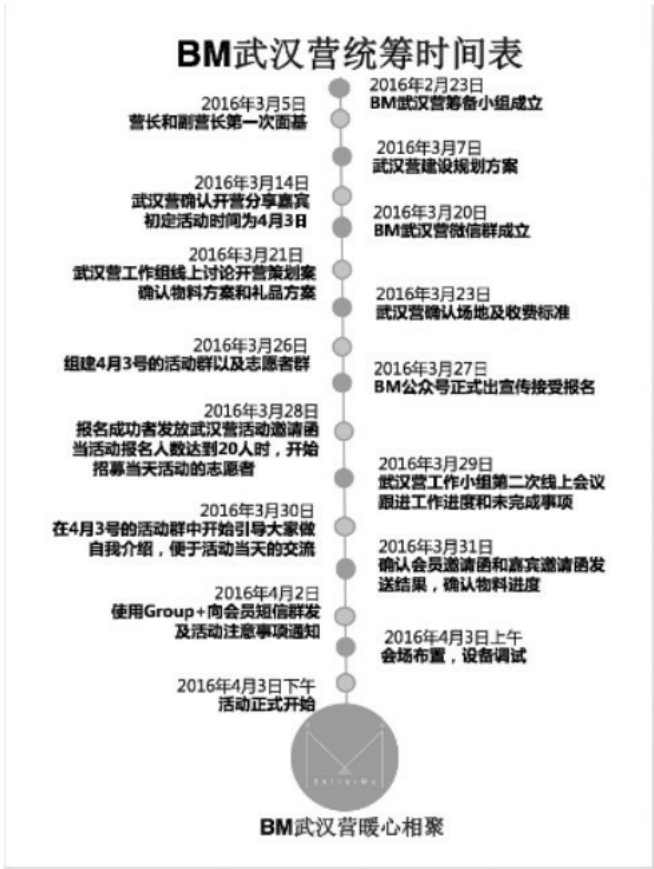 BM武汉营统筹时间表
2016年2月23日
BM武汉营筹备小组成立
2016年3月5日
营长和副营长第一次面基
2016年3月7日
武汉营建设规划方案
2016年3月14日
武汉营确认开营分享嘉宾
初定活动时间为4月3日
2016年3月20日
BM武汉营微信群成立
2016年3月21日
武汉营工作组线上讨论开营策划案
确认物料方案和礼品方案
2016年3月23日
武汉营确认场地及收费标准
2016年3月26日
组建4月3号的活动群以及志愿者群
2016年3月27日
BM公众号正式出宣传接受报名
2016年3月28日
报名成功者发放武汉营活动邀请函
当活动报名人数达到20人时，开始
招募当天活动的志愿者
2016年3月29日
武汉营工作小组第二次线上会议
跟进工作进度和未完成事项
2016年3月30日
在4月3号的活动群中开始引导大家做
自我介绍，便于活动当天的交流
2016年3月31日
确认会员邀请函和嘉宾邀请函发
送结果，确认物料进度
2016年4月2日
使用Group+向会员短信群发
及活动注意事项通知
2016年4月3日上午
会场布置，设备调试
2016年4月3日下午
活动正式开始
BetterMe
BM武汉营暖心相聚